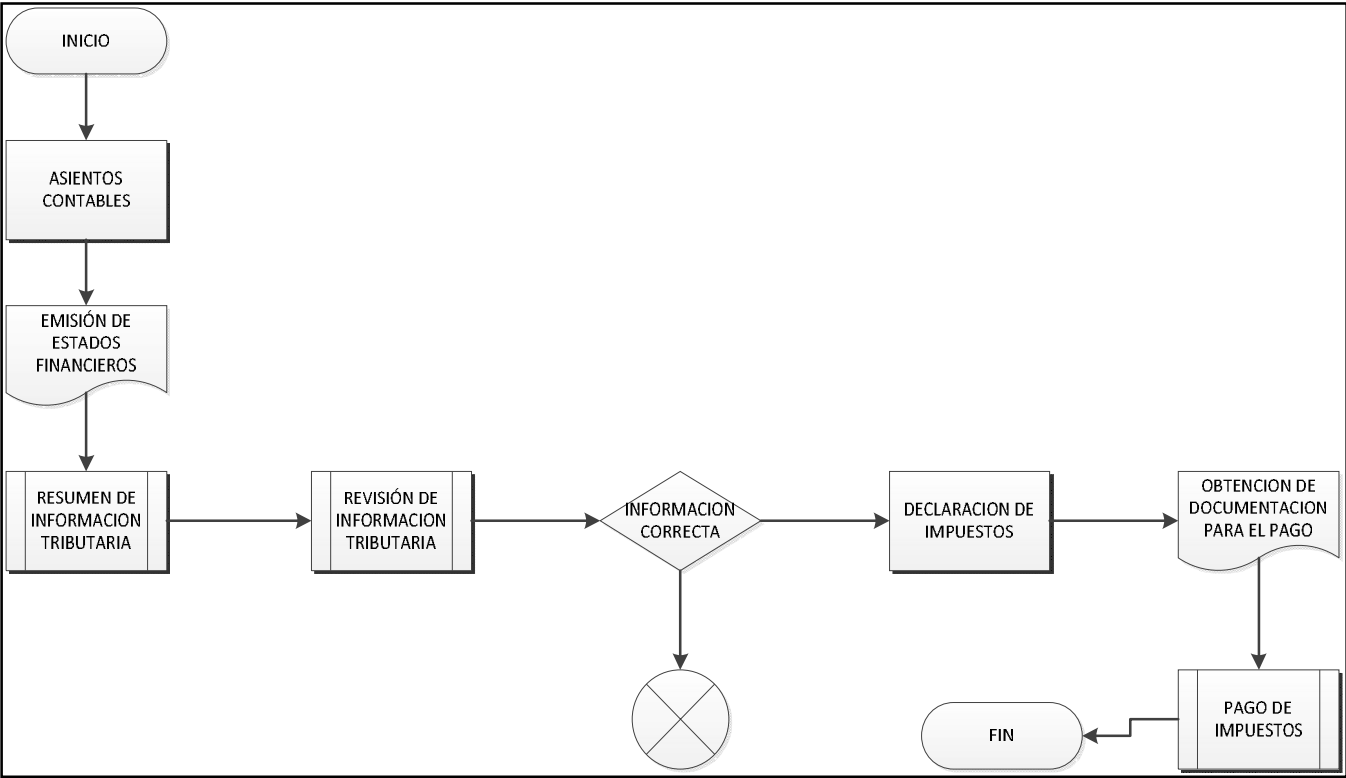 INICIO
ASIENTOS
CONTABLES
EMISIÓN DE
ESTADOS
FINANCIEROS
RESUMEN DE
INFORMACION
TRIBUTARIA
REVISIÓN DE
INFORMACION
TRIBUTARIA
INFORMACION
CORRECTA
DECLARACION DE
IMPUESTOS
OBTENCION DE
DOCUMENTACION
PARA EL PAGO
PAGO DE
IMPUESTOS
FIN